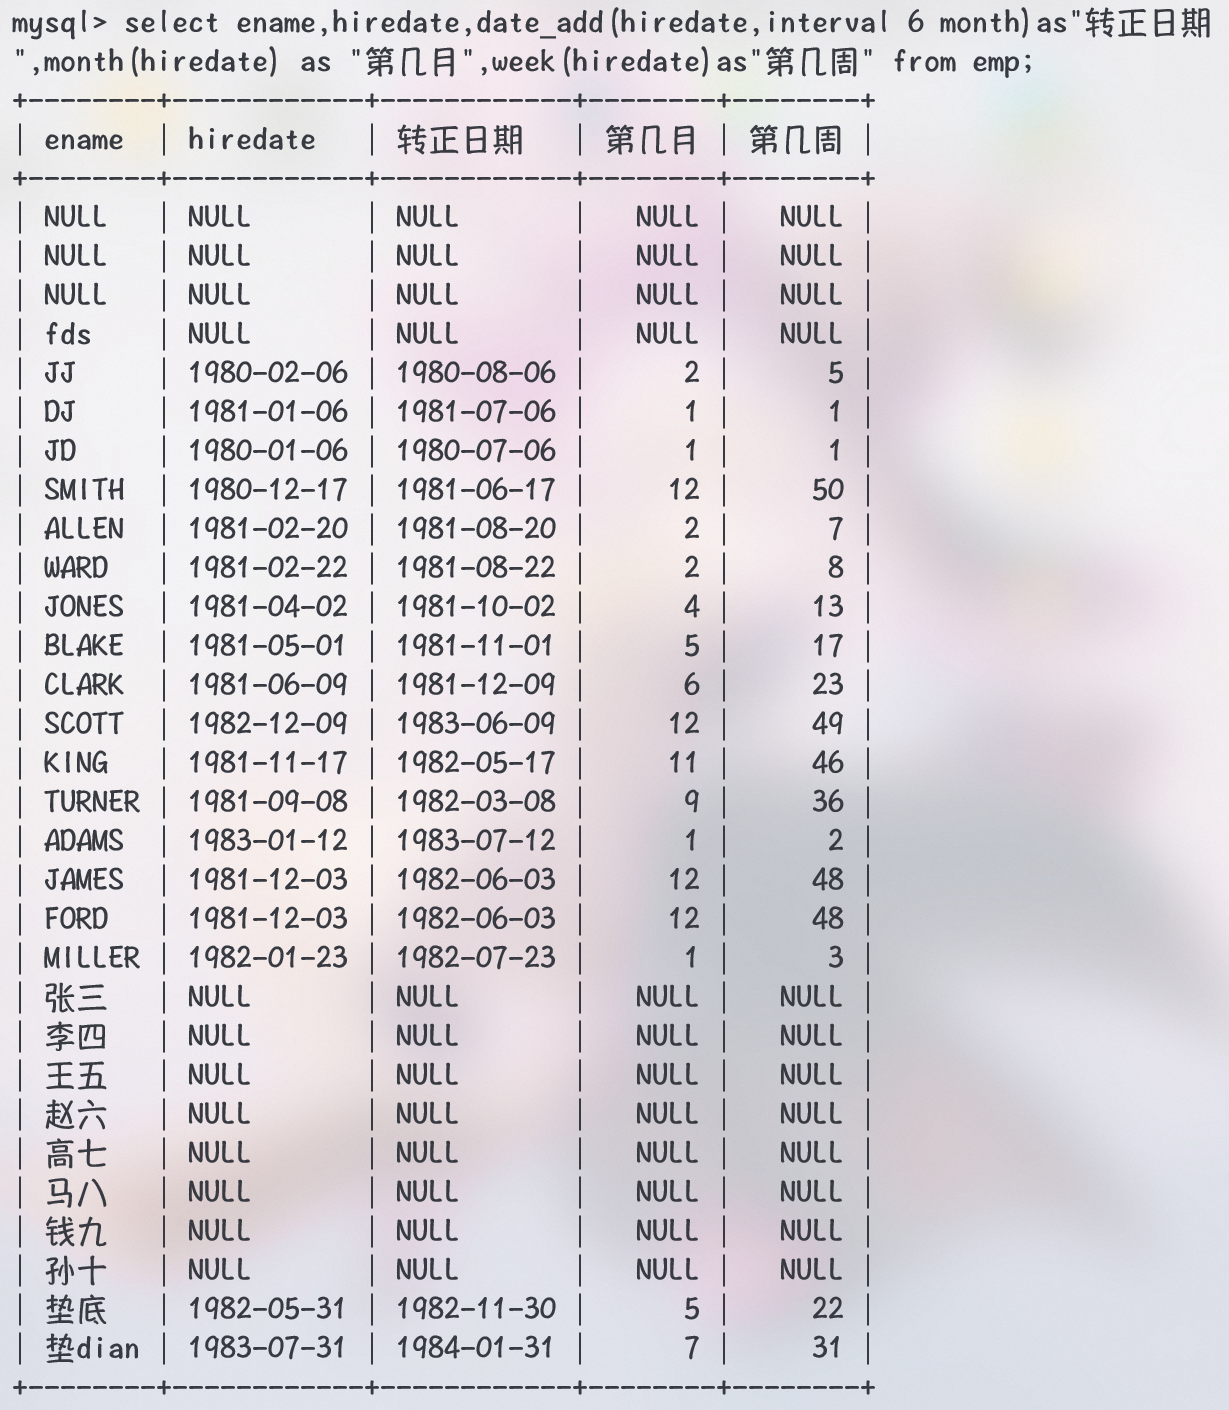 mysql> select ename,hiredate,date_add(hiredate,interval 6 month)as"转正日期
",month(hiredate) as "第几月",week(hiredate)as"第几周" from emp;
+--------+------------+------------+--------+--------+
| ename  | hiredate   | 转正日期   | 第几月 | 第几周 |
+--------+------------+------------+--------+--------+
| NULL   | NULL       | NULL       |   NULL |   NULL |
| NULL   | NULL       | NULL       |   NULL |   NULL |
| NULL   | NULL       | NULL       |   NULL |   NULL |
| fds    | NULL       | NULL       |   NULL |   NULL |
| JJ     | 1980-02-06 | 1980-08-06 |      2 |      5 |
| DJ     | 1981-01-06 | 1981-07-06 |      1 |      1 |
| JD     | 1980-01-06 | 1980-07-06 |      1 |      1 |
| SMITH  | 1980-12-17 | 1981-06-17 |     12 |     50 |
| ALLEN  | 1981-02-20 | 1981-08-20 |      2 |      7 |
| WARD   | 1981-02-22 | 1981-08-22 |      2 |      8 |
| JONES  | 1981-04-02 | 1981-10-02 |      4 |     13 |
| BLAKE  | 1981-05-01 | 1981-11-01 |      5 |     17 |
| CLARK  | 1981-06-09 | 1981-12-09 |      6 |     23 |
| SCOTT  | 1982-12-09 | 1983-06-09 |     12 |     49 |
| KING   | 1981-11-17 | 1982-05-17 |     11 |     46 |
| TURNER | 1981-09-08 | 1982-03-08 |      9 |     36 |
| ADAMS  | 1983-01-12 | 1983-07-12 |      1 |      2 |
| JAMES  | 1981-12-03 | 1982-06-03 |     12 |     48 |
| FORD   | 1981-12-03 | 1982-06-03 |     12 |     48 |
| MILLER | 1982-01-23 | 1982-07-23 |      1 |      3 |
| 张三   | NULL       | NULL       |   NULL |   NULL |
| 李四   | NULL       | NULL       |   NULL |   NULL |
| 王五   | NULL       | NULL       |   NULL |   NULL |
| 赵六   | NULL       | NULL       |   NULL |   NULL |
| 高七   | NULL       | NULL       |   NULL |   NULL |
| 马八   | NULL       | NULL       |   NULL |   NULL |
| 钱九   | NULL       | NULL       |   NULL |   NULL |
| 孙十   | NULL       | NULL       |   NULL |   NULL |
| 垫底   | 1982-05-31 | 1982-11-30 |      5 |     22 |
| 垫dian | 1983-07-31 | 1984-01-31 |      7 |     31 |
+--------+------------+------------+--------+--------+